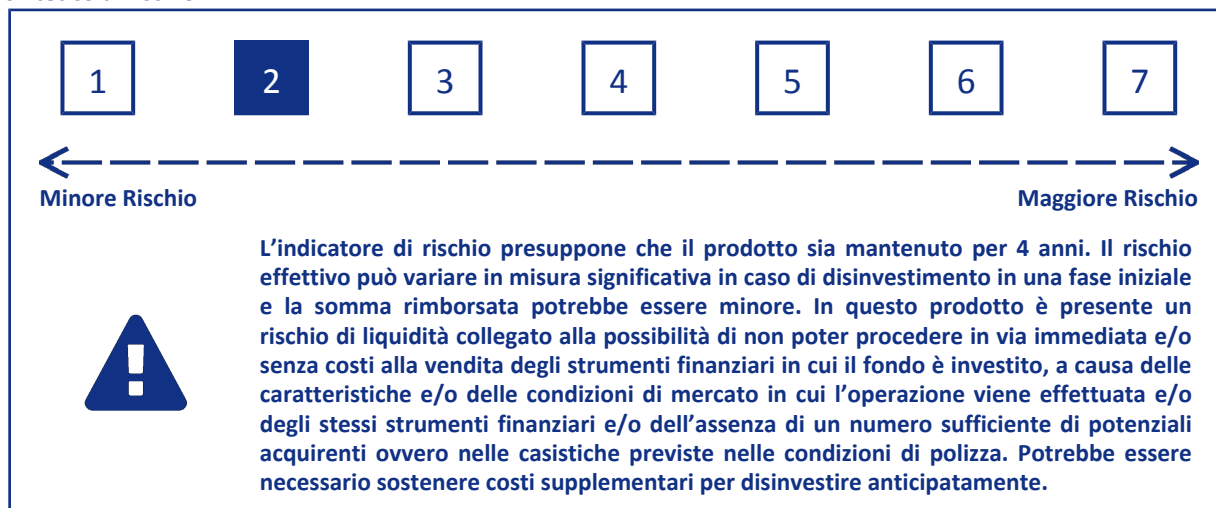 1 2 3 4 5 6 7
Minore Rischio Maggiore Rischio
L'indicatore di rischio presuppone che il prodotto sia mantenuto per 4 anni. Il rischio
effettivo può variare in misura significativa in caso di disinvestimento in una fase iniziale
e la somma rimborsata potrebbe essere minore. In questo prodotto è presente un
rischio di liquidità collegato alla possibilità di non poter procedere in via immediata e/o
senza costi alla vendita degli strumenti finanziari in cui il fondo è investito, a causa delle
caratteristiche e/o delle condizioni di mercato in cui l'operazione viene effettuata e/o
degli stessi strumenti finanziari e/o dell'assenza di un numero sufficiente di potenziali
acquirenti ovvero nelle casistiche previste nelle condizioni di polizza. Potrebbe essere
necessario sostenere costi supplementari per disinvestire anticipatamente.